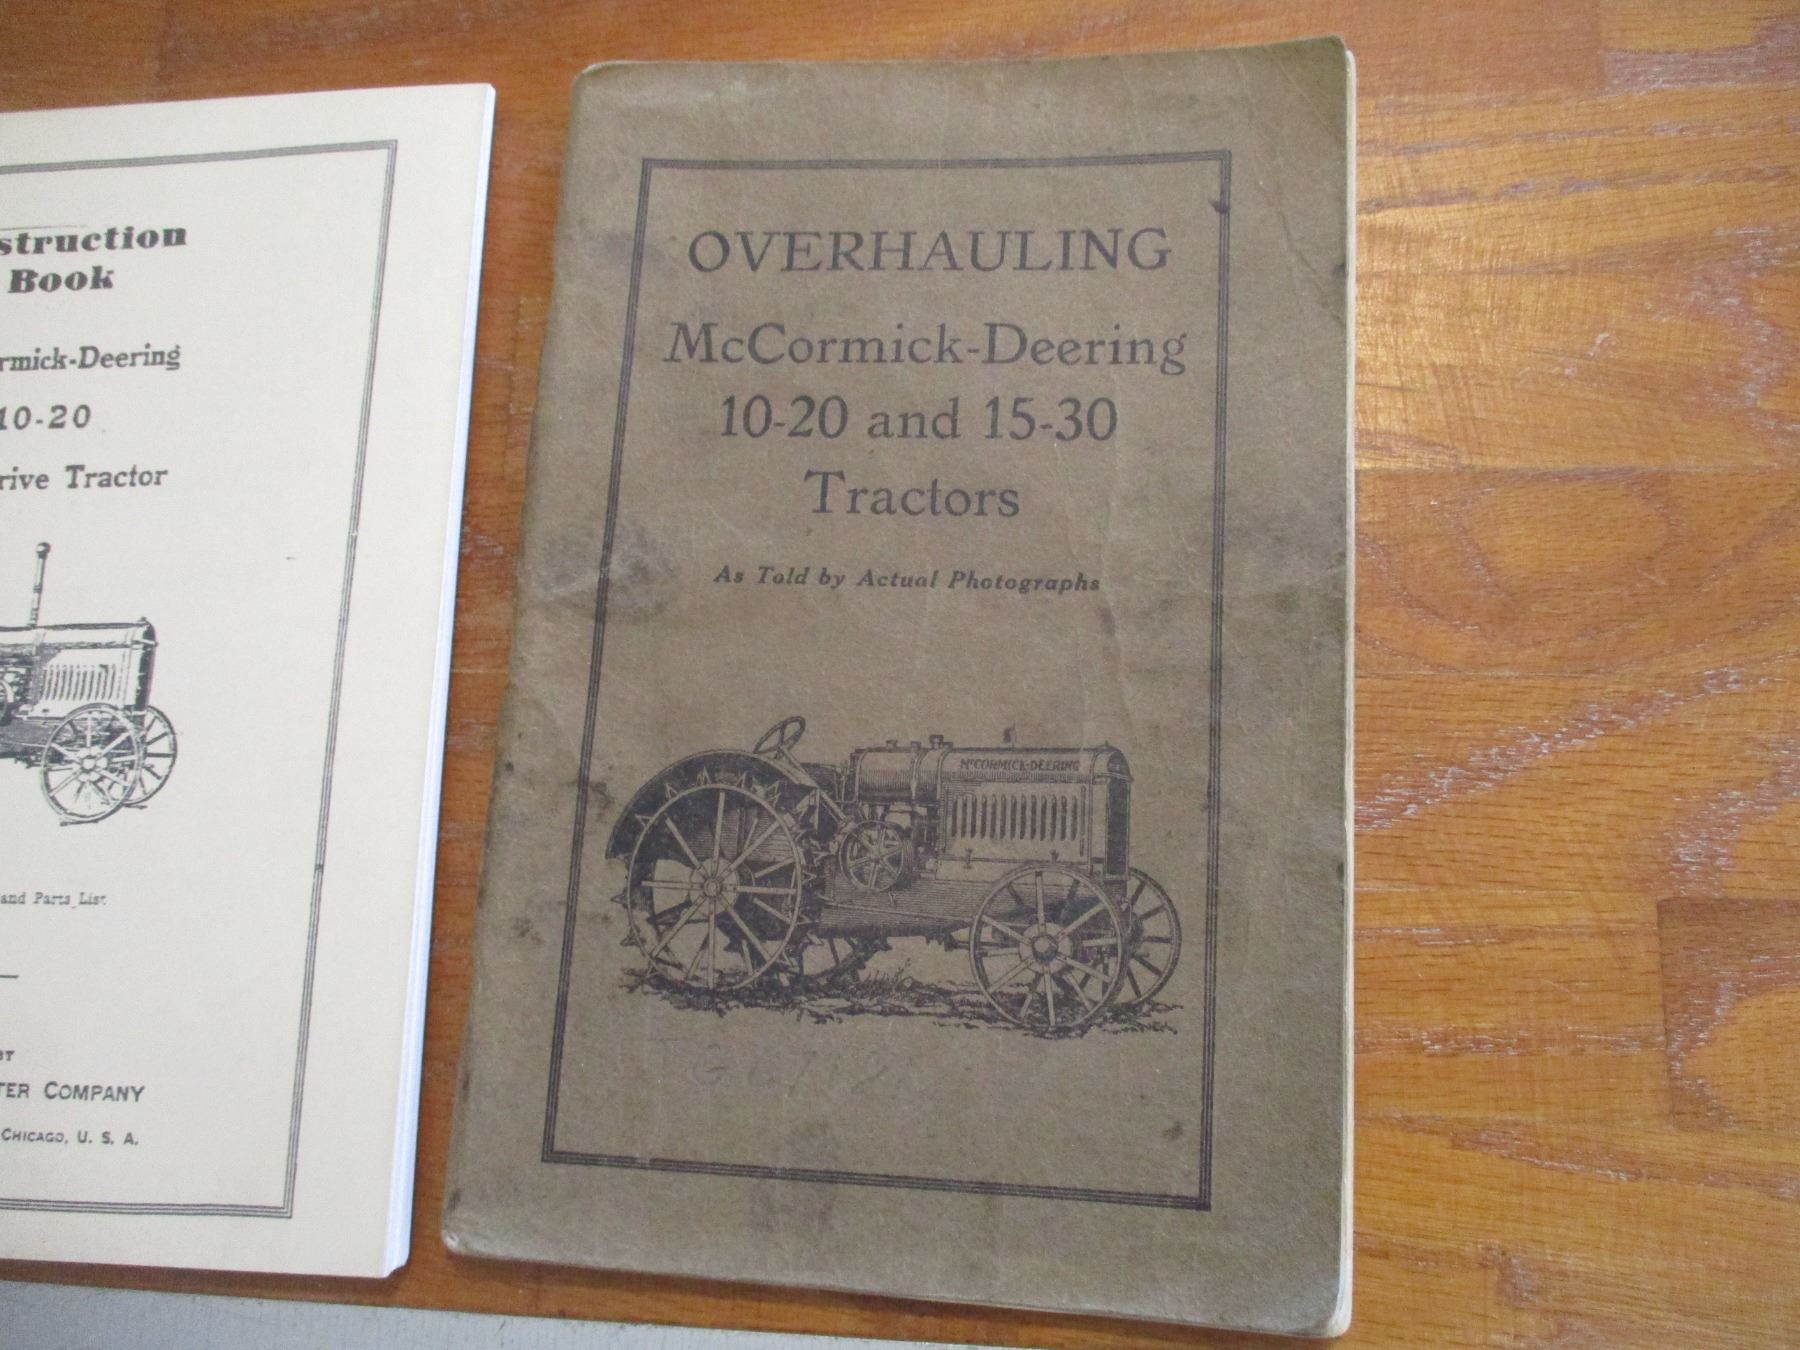 struction
Book
rmick-Deering
10-20
rive Tractor
and Parts List
BY
TER COMPANY
CHICAGO, U. S. A.
OVERHAULING
McCormick-Deering
10-20 and 15-30
Tractors
As Told by Actual Photographs
McCORMICK-DEERING